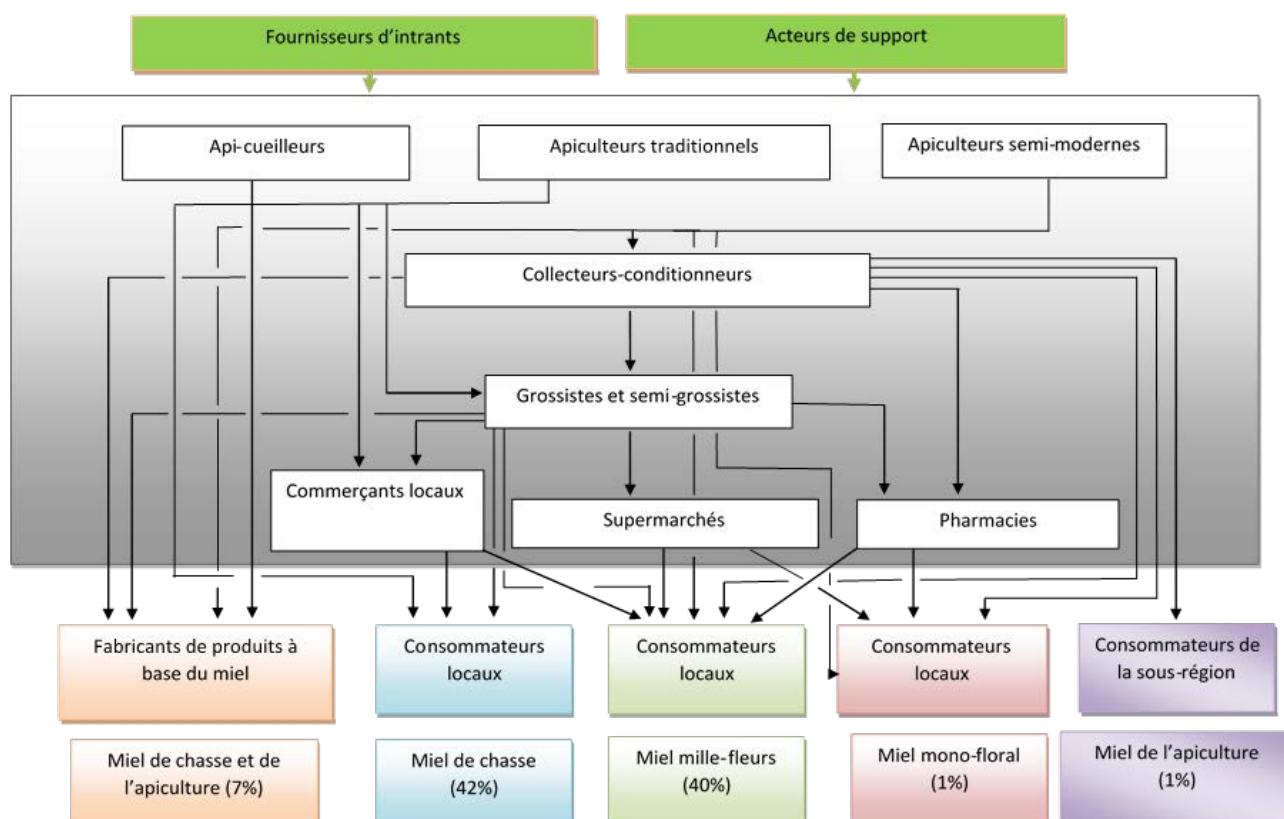 Fournisseurs d'intrants
Acteurs de support
Api-cueilleurs
Apiculteurs traditionnels
Apiculteurs semi-modernes
Collecteurs-conditionneurs
Grossistes et semi-grossistes
Commerçants locaux
Supermarchés
Pharmacies
Fabricants de produits à
base du miel
Consommateurs
locaux
Consommateurs
locaux
Consommateurs
locaux
Consommateurs de
la sous-région
Miel de chasse et de
l'apiculture (7%)
Miel de chasse
(42%)
Miel mille-fleurs
(40%)
Miel mono-floral
(1%)
Miel de l'apiculture
(1%)